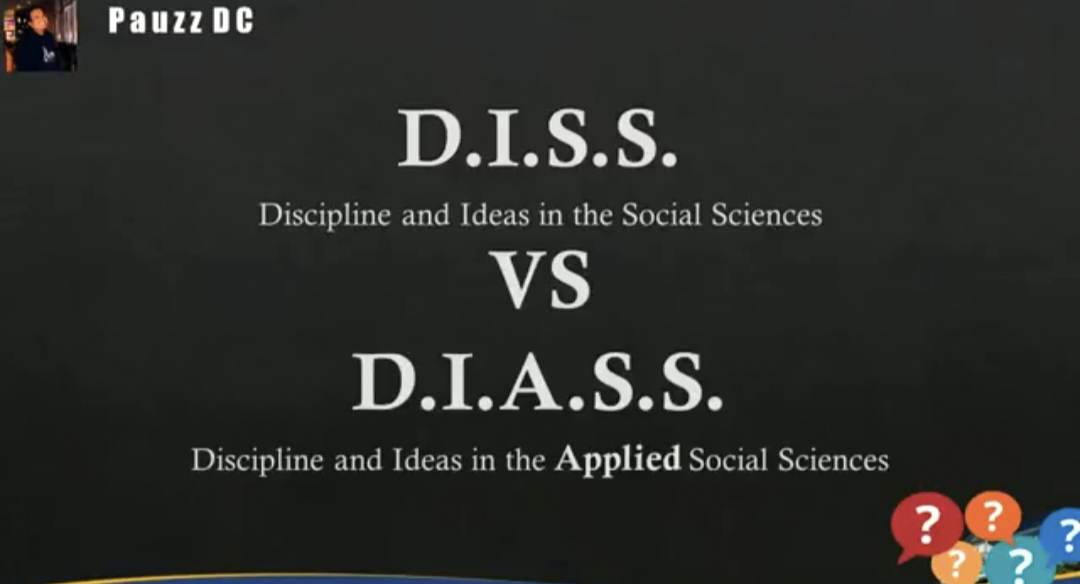 Pauzz DC
D.I.S.S.
Discipline and Ideas in the Social Sciences
VS
D.I.A.S.S.
Discipline and Ideas in the Applied Social Sciences
? ? ?
? ?